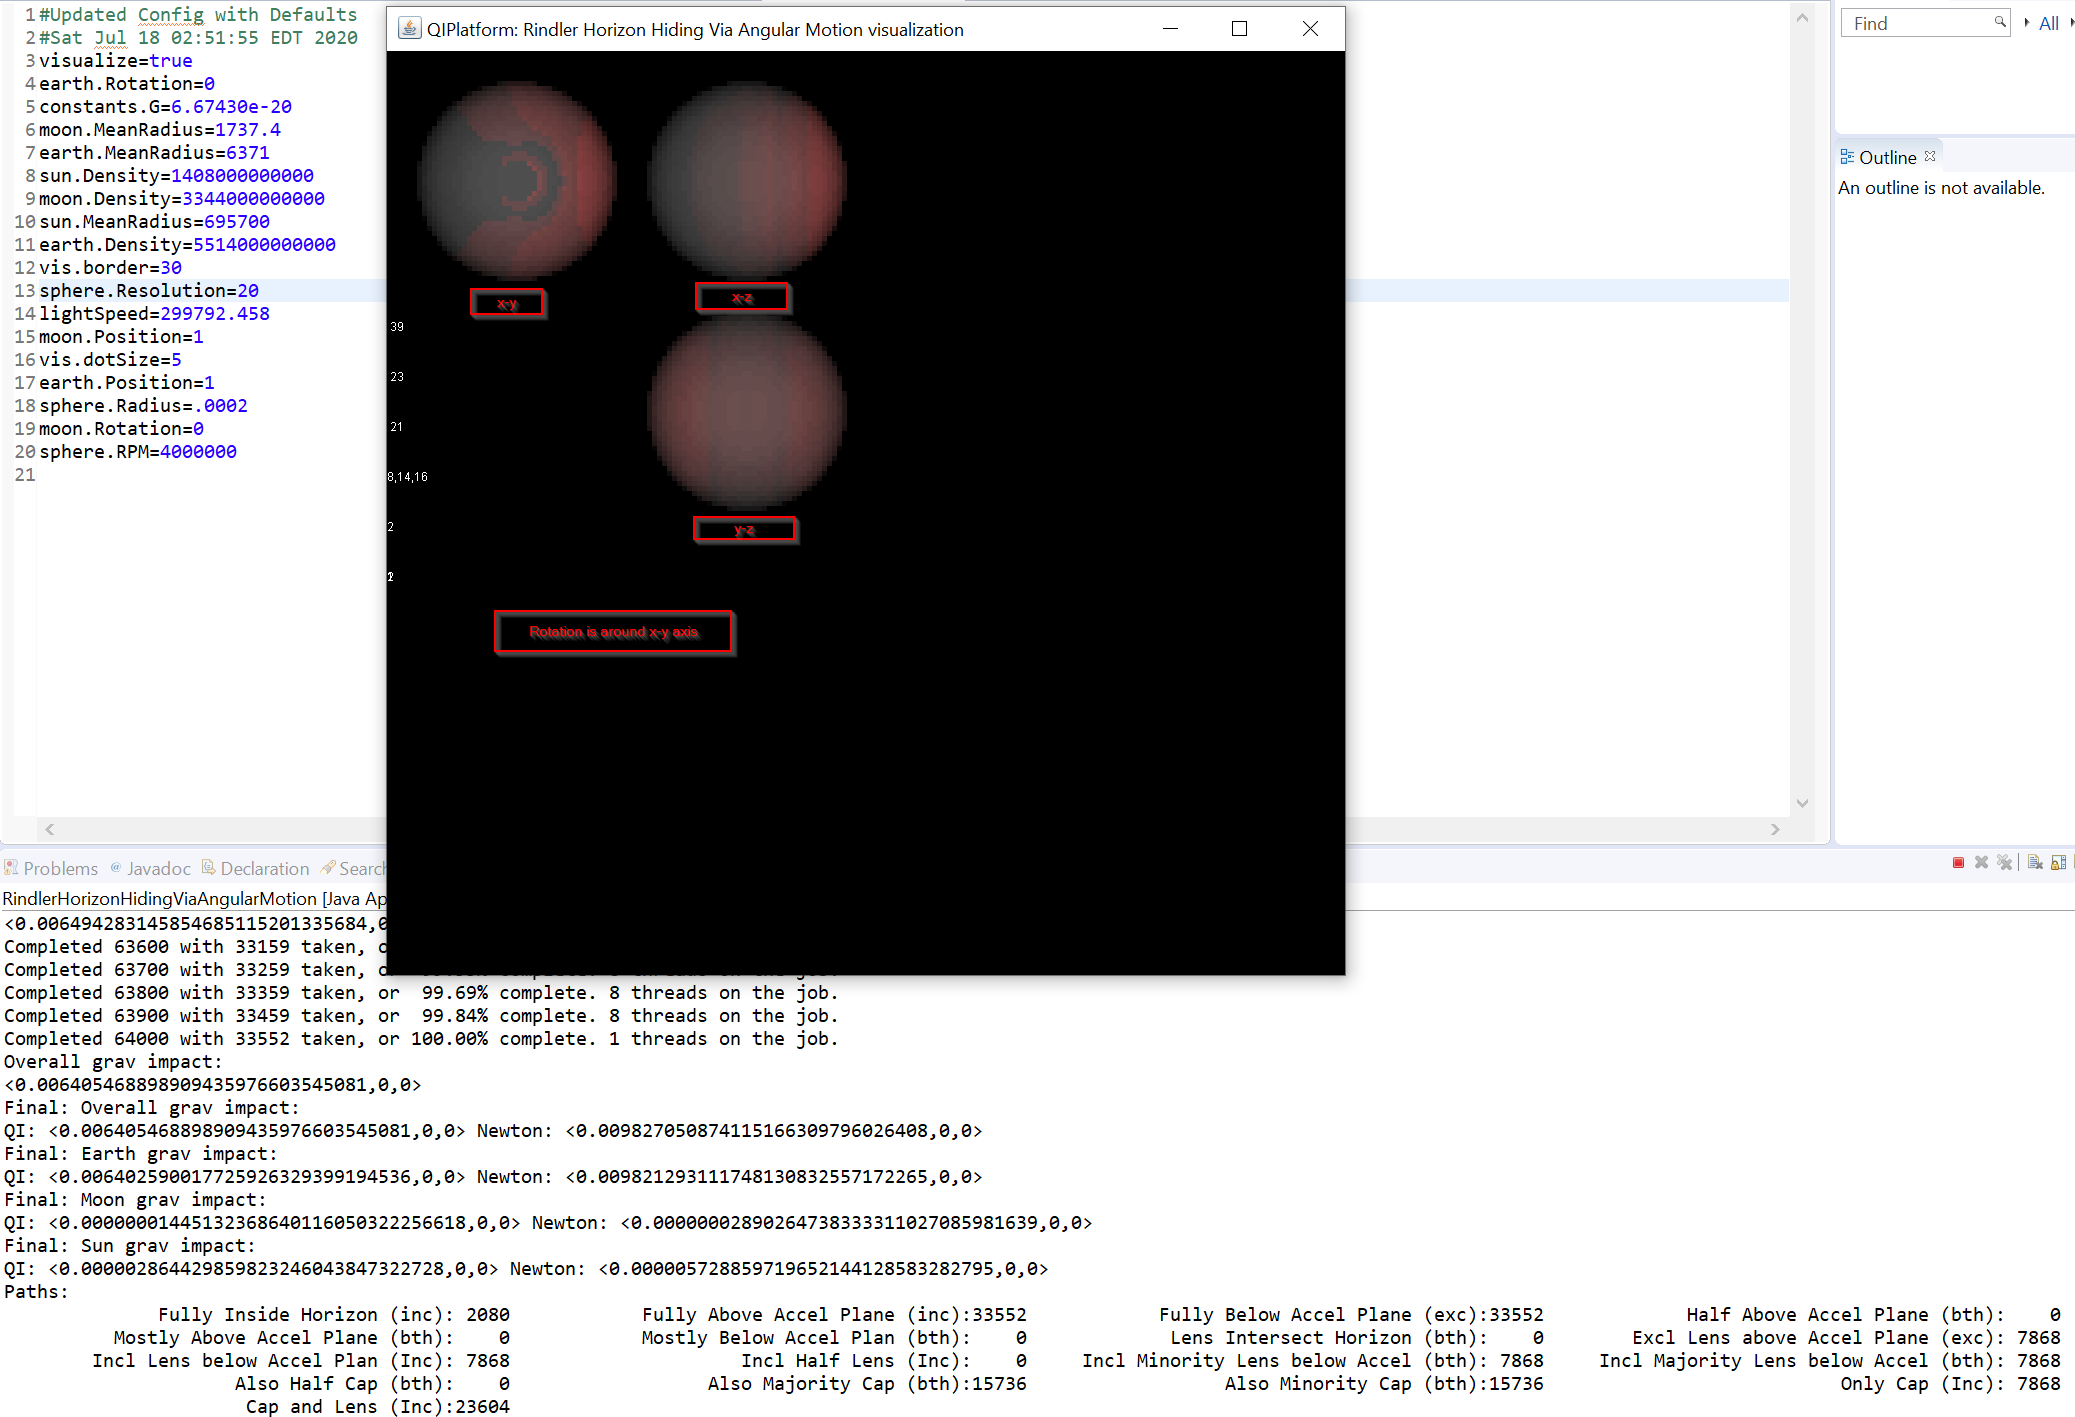 1 #Updated Config with Defaults
2 #Sat Jul 18 02:51:55 EDT 2020
3 visualize=true
4 earth.Rotation=0
5 constants.G=6.67430e-20
6 moon.MeanRadius=1737.4
7 earth.MeanRadius=6371
8 sun.Density=1408000000000
9 moon.Density=3344000000000
10 sun.MeanRadius=695700
11 earth.Density=5514000000000
12 vis.border=30
13 sphere.Resolution=20
14 lightSpeed=299792.458
15 moon.Position=1
16 vis.dotSize=5
17 earth.Position=1
18 sphere.Radius=.0002
19 moon.Rotation=0
20 sphere.RPM=4000000
21
QIPlatform: Rindler Horizon Hiding Via Angular Motion visualization
x-y
x-z
39
23
21
8,14,16
2
y-z
Rotation is around x-y axis
Find
All
Outline
An outline is not available.
Problems @ Javadoc Declaration Search
RindlerHorizonHidingViaAngularMotion [Java Ap
<0.006494283145854685115201335684,0
Completed 63600 with 33159 taken, o
Completed 63700 with 33259 taken, o
Completed 63800 with 33359 taken, or 99.69% complete. 8 threads on the job.
Completed 63900 with 33459 taken, or 99.84% complete. 8 threads on the job.
Completed 64000 with 33552 taken, or 100.00% complete. 1 threads on the job.
Overall grav impact:
<0.006405468898909435976603545081,0,0>
Final: Overall grav impact:
QI: <0.006405468898909435976603545081,0,0> Newton: <0.0098270508741151663097960264​08,0,0>
Final: Earth grav impact:
QI: <0.0064025900177259263293991945​36,0,0> Newton: <0.0098212931117481308325571722​65,0,0>
Final: Moon grav impact:
QI: <0.0000000144513236864011605032225661​8,0,0> Newton: <0.0000000289026473833331102708598163​9,0,0>
Final: Sun grav impact:
QI: <0.0000028644298598232460438473227​28,0,0> Newton: <0.0000057288597196521441285832827​95,0,0>
Paths:
Fully Inside Horizon (inc): 2080 Fully Above Accel Plane (inc):33552 Fully Below Accel Plane (exc):33552 Half Above Accel Plane (bth): 0
Mostly Above Accel Plane (bth): 0 Mostly Below Accel Plan (bth): 0 Lens Intersect Horizon (bth): 0 Excl Lens above Accel Plane (exc): 7868
Incl Lens below Accel Plan (Inc): 7868 Incl Half Lens (Inc): 0 Incl Minority Lens below Accel (bth): 7868 Incl Majority Lens below Accel (bth): 7868
Also Half Cap (bth): 0 Also Majority Cap (bth):15736 Also Minority Cap (bth):15736 Only Cap (Inc): 7868
Cap and Lens (Inc):23604